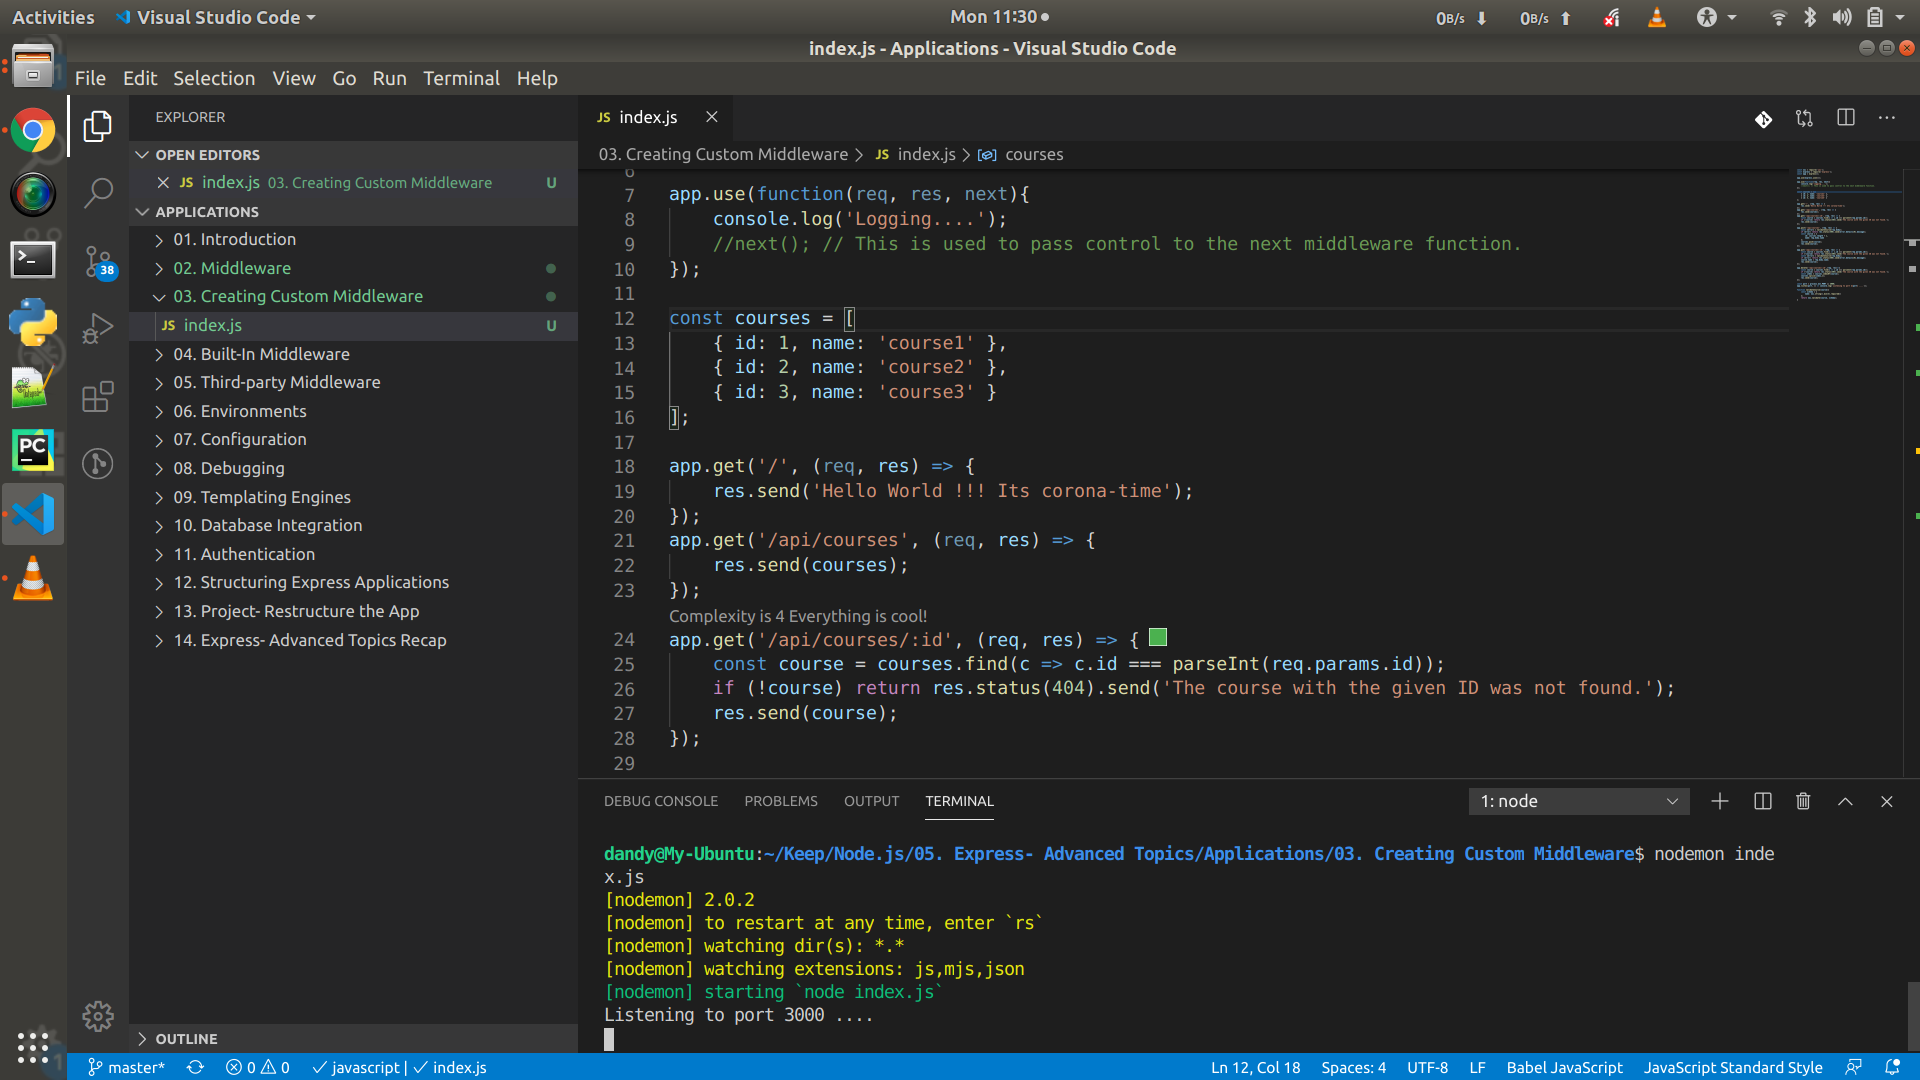 Activities
Visual Studio Code
Mon 11:30
0B/s
0B/s
index.js - Applications - Visual Studio Code
File Edit Selection View Go Run Terminal Help
EXPLORER
OPEN EDITORS
JS index.js 03. Creating Custom Middleware U
APPLICATIONS
01. Introduction
02. Middleware
03. Creating Custom Middleware
JS index.js U
04. Built-In Middleware
05. Third-party Middleware
06. Environments
07. Configuration
08. Debugging
09. Templating Engines
10. Database Integration
11. Authentication
12. Structuring Express Applications
13. Project- Restructure the App
14. Express- Advanced Topics Recap
OUTLINE
38
PC
JS index.js
03. Creating Custom Middleware > JS index.js > courses
6
7 app.use(function(req, res, next){
8 console.log('Logging....');
9 //next(); // This is used to pass control to the next middleware function.
10 });
11
12 const courses = [
13 { id: 1, name: 'course1' },
14 { id: 2, name: 'course2' },
15 { id: 3, name: 'course3' }
16 ];
17
18 app.get('/', (req, res) => {
19 res.send('Hello World !!! Its corona-time');
20 });
21 app.get('/api/courses', (req, res) => {
22 res.send(courses);
23 });
Complexity is 4 Everything is cool!
24 app.get('/api/courses/:id', (req, res) => {
25 const course = courses.find(c => c.id === parseInt(req.params.id));
26 if (!course) return res.status(404).send('The course with the given ID was not found.');
27 res.send(course);
28 });
29
DEBUG CONSOLE PROBLEMS OUTPUT TERMINAL
1: node
dandy@My-Ubuntu:~/Keep/Node.js/05. Express- Advanced Topics/Applications/03. Creating Custom Middleware$ nodemon inde
x.js
[nodemon] 2.0.2
[nodemon] to restart at any time, enter `rs`
[nodemon] watching dir(s): *.*
[nodemon] watching extensions: js,mjs,json
[nodemon] starting `node index.js`
Listening to port 3000 ....
master* 0 0 javascript | index.js
Ln 12, Col 18 Spaces: 4 UTF-8 LF Babel JavaScript JavaScript Standard Style